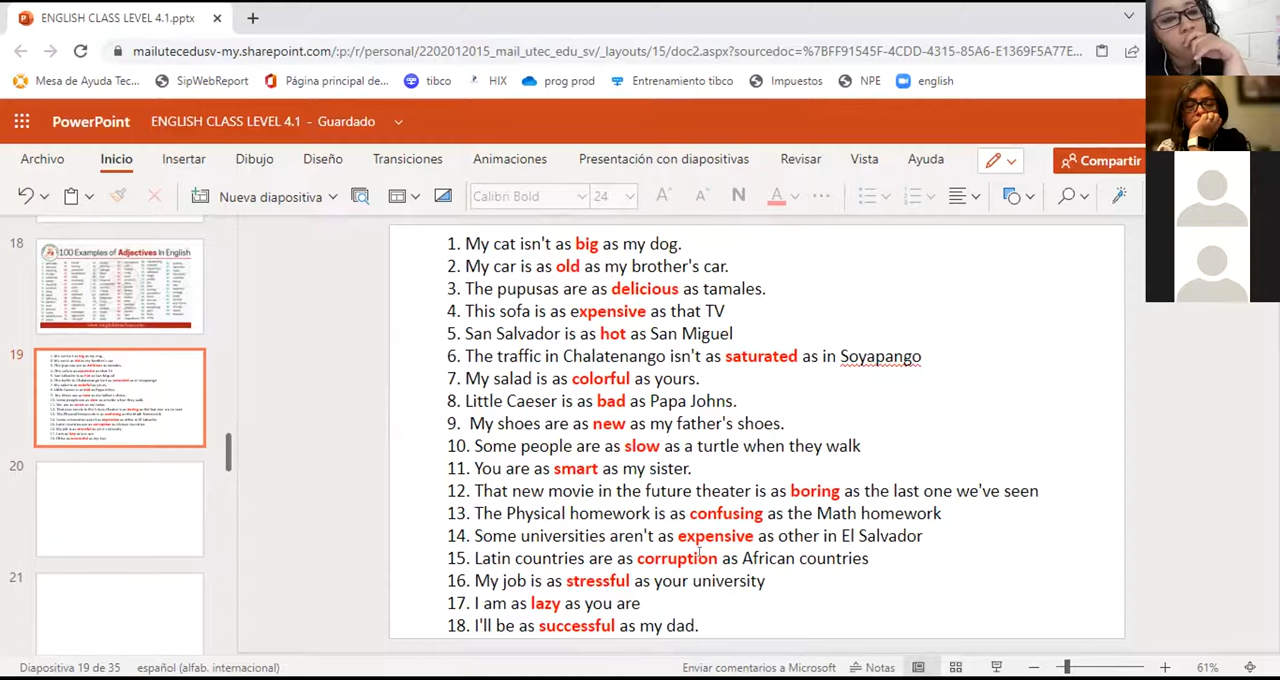 ENGLISH CLASS LEVEL 4.1.pptx
mailutecedusv-my.sharepoint.com/:p:/r/personal/2202012015_mail_utec_edu_sv/_layouts/15/doc2.aspx?sourcedoc=%7BFF91545F-4CDD-4315-85A6-E1369F5A77E...
Mesa de Ayuda Tec... SipWebReport Página principal de... tibco HIX prog prod Entrenamiento tibco Impuestos NPE english
PowerPoint ENGLISH CLASS LEVEL 4.1 - Guardado
Archivo Inicio Insertar Dibujo Diseño Transiciones Animaciones Presentación con diapositivas Revisar Vista Ayuda Compartir
Nueva diapositiva Calibri Bold 24 N
18
100 Examples of Adjectives In English
19
20
21
1. My cat isn't as big as my dog.
2. My car is as old as my brother's car.
3. The pupusas are as delicious as tamales.
4. This sofa is as expensive as that TV
5. San Salvador is as hot as San Miguel
6. The traffic in Chalatenango isn't as saturated as in Soyapango
7. My salad is as colorful as yours.
8. Little Caeser is as bad as Papa Johns.
9. My shoes are as new as my father's shoes.
10. Some people are as slow as a turtle when they walk
11. You are as smart as my sister.
12. That new movie in the future theater is as boring as the last one we've seen
13. The Physical homework is as confusing as the Math homework
14. Some universities aren't as expensive as other in El Salvador
15. Latin countries are as corruption as African countries
16. My job is as stressful as your university
17. I am as lazy as you are
18. I'll be as successful as my dad.
Diapositiva 19 de 35 español (alfab. internacional) Enviar comentarios a Microsoft Notas 61%